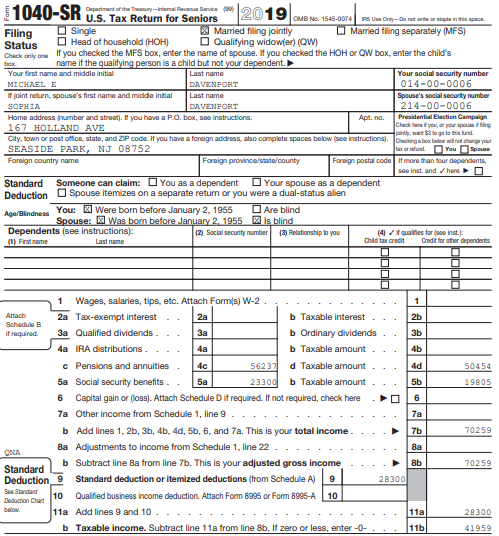 Form 1040-SR Department of the Treasury—Internal Revenue Service (99) 2019 OMB No. 1545-0074 IRS Use Only—Do not write or staple in this space.
U.S. Tax Return for Seniors
Filing Status Check only one box.
Single ☒ Married filing jointly Married filing separately (MFS)
Head of household (HOH) Qualifying widow(er) (QW)
If you checked the MFS box, enter the name of spouse. If you checked the HOH or QW box, enter the child's
name if the qualifying person is a child but not your dependent. ▶
Your first name and middle initial Last name Your social security number
MICHAEL E DAVENPORT 014-00-0006
If joint return, spouse's first name and middle initial Last name Spouse's social security number
SOPHIA DAVENPORT 214-00-0006
Home address (number and street). If you have a P.O. box, see instructions. Apt. no. Presidential Election Campaign
167 HOLLAND AVE Check here if you, or your spouse if filing
jointly, want $3 to go to this fund.
City, town or post office, state, and ZIP code. If you have a foreign address, also complete spaces below (see instructions). Checking a box below will not change your
SEASIDE PARK, NJ 08752 tax or refund. You Spouse
Foreign country name Foreign province/state/county Foreign postal code If more than four dependents,
see inst. and ✓ here ▶
Standard Deduction Someone can claim: You as a dependent Your spouse as a dependent
Spouse itemizes on a separate return or you were a dual-status alien
Age/Blindness You: ☒ Were born before January 2, 1955 Are blind
Spouse: ☒ Was born before January 2, 1955 ☒ Is blind
Dependents (see instructions): (2) Social security number (3) Relationship to you (4) ✓ if qualifies for (see inst.):
(1) First name Last name Child tax credit Credit for other dependents
1 Wages, salaries, tips, etc. Attach Form(s) W-2 1
Attach Schedule B if required.
2a Tax-exempt interest 2a b Taxable interest 2b
3a Qualified dividends 3a b Ordinary dividends 3b
4a IRA distributions 4a b Taxable amount 4b
c Pensions and annuities 4c 56237 d Taxable amount 4d 50454
5a Social security benefits 5a 23300 b Taxable amount 5b 19805
6 Capital gain or (loss). Attach Schedule D if required. If not required, check here ▶ 6
7a Other income from Schedule 1, line 9 7a
b Add lines 1, 2b, 3b, 4b, 4d, 5b, 6, and 7a. This is your total income ▶ 7b 70259
8a Adjustments to income from Schedule 1, line 22 8a
QNA
b Subtract line 8a from line 7b. This is your adjusted gross income ▶ 8b 70259
Standard Deduction See Standard Deduction Chart below.
9 Standard deduction or itemized deductions (from Schedule A) 9 28300
10 Qualified business income deduction. Attach Form 8995 or Form 8995-A 10
11a Add lines 9 and 10 11a 28300
b Taxable income. Subtract line 11a from line 8b. If zero or less, enter -0- 11b 41959